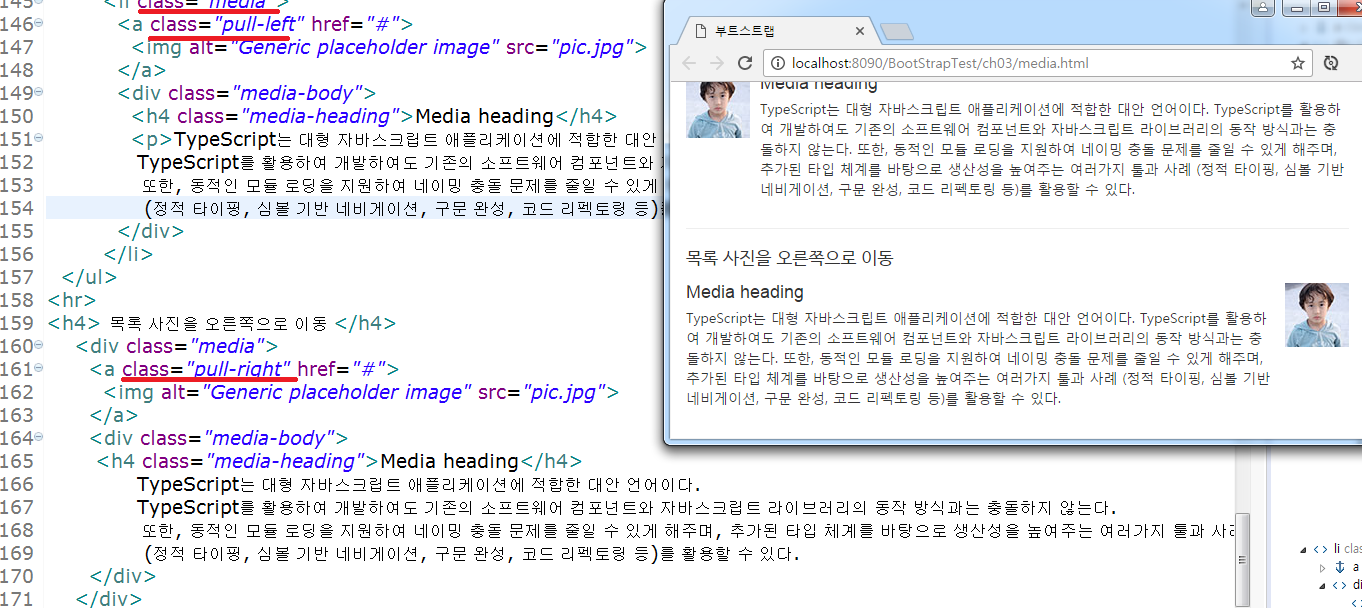 145 <li class="media">
146 <a class="pull-left" href="#">
147 <img alt="Generic placeholder image" src="pic.jpg">
148 </a>
149 <div class="media-body">
150 <h4 class="media-heading">Media heading</h4>
151 <p>TypeScript는 대형 자바스크립트 애플리케이션에 적합한 대안
152 TypeScript를 활용하여 개발하여도 기존의 소프트웨어 컴포넌트와
153 또한, 동적인 모듈 로딩을 지원하여 네이밍 충돌 문제를 줄일 수 있게
154 (정적 타이핑, 심볼 기반 네비게이션, 구문 완성, 코드 리펙토링 등)를
155 </div>
156 </li>
157 </ul>
158 <hr>
159 <h4> 목록 사진을 오른쪽으로 이동 </h4>
160 <div class="media">
161 <a class="pull-right" href="#">
162 <img alt="Generic placeholder image" src="pic.jpg">
163 </a>
164 <div class="media-body">
165 <h4 class="media-heading">Media heading</h4>
166 TypeScript는 대형 자바스크립트 애플리케이션에 적합한 대안 언어이다.
167 TypeScript를 활용하여 개발하여도 기존의 소프트웨어 컴포넌트와 자바스크립트 라이브러리의 동작 방식과는 충돌하지 않는다.
168 또한, 동적인 모듈 로딩을 지원하여 네이밍 충돌 문제를 줄일 수 있게 해주며, 추가된 타입 체계를 바탕으로 생산성을 높여주는 여러가지 툴과 사례
169 (정적 타이핑, 심볼 기반 네비게이션, 구문 완성, 코드 리펙토링 등)를 활용할 수 있다.
170 </div>
171 </div>
부트스트랩
localhost:8090/BootStrapTest/ch03/media.html
Media heading
TypeScript는 대형 자바스크립트 애플리케이션에 적합한 대안 언어이다. TypeScript를 활용하
여 개발하여도 기존의 소프트웨어 컴포넌트와 자바스크립트 라이브러리의 동작 방식과는 충
돌하지 않는다. 또한, 동적인 모듈 로딩을 지원하여 네이밍 충돌 문제를 줄일 수 있게 해주며,
추가된 타입 체계를 바탕으로 생산성을 높여주는 여러가지 툴과 사례 (정적 타이핑, 심볼 기반
네비게이션, 구문 완성, 코드 리펙토링 등)를 활용할 수 있다.
목록 사진을 오른쪽으로 이동
Media heading
TypeScript는 대형 자바스크립트 애플리케이션에 적합한 대안 언어이다. TypeScript를 활용하
여 개발하여도 기존의 소프트웨어 컴포넌트와 자바스크립트 라이브러리의 동작 방식과는 충
돌하지 않는다. 또한, 동적인 모듈 로딩을 지원하여 네이밍 충돌 문제를 줄일 수 있게 해주며,
추가된 타입 체계를 바탕으로 생산성을 높여주는 여러가지 툴과 사례 (정적 타이핑, 심볼 기반
네비게이션, 구문 완성, 코드 리펙토링 등)를 활용할 수 있다.
li clas
a
di